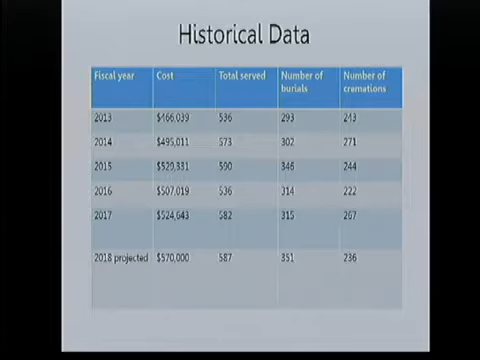 Historical Data
Fiscal year Cost Total served Number of burials Number of cremations
2013 $466,039 536 293 243
2014 $495,011 573 302 271
2015 $529,331 590 346 244
2016 $507,019 536 314 222
2017 $524,643 582 315 267
2018 projected $570,000 587 351 236